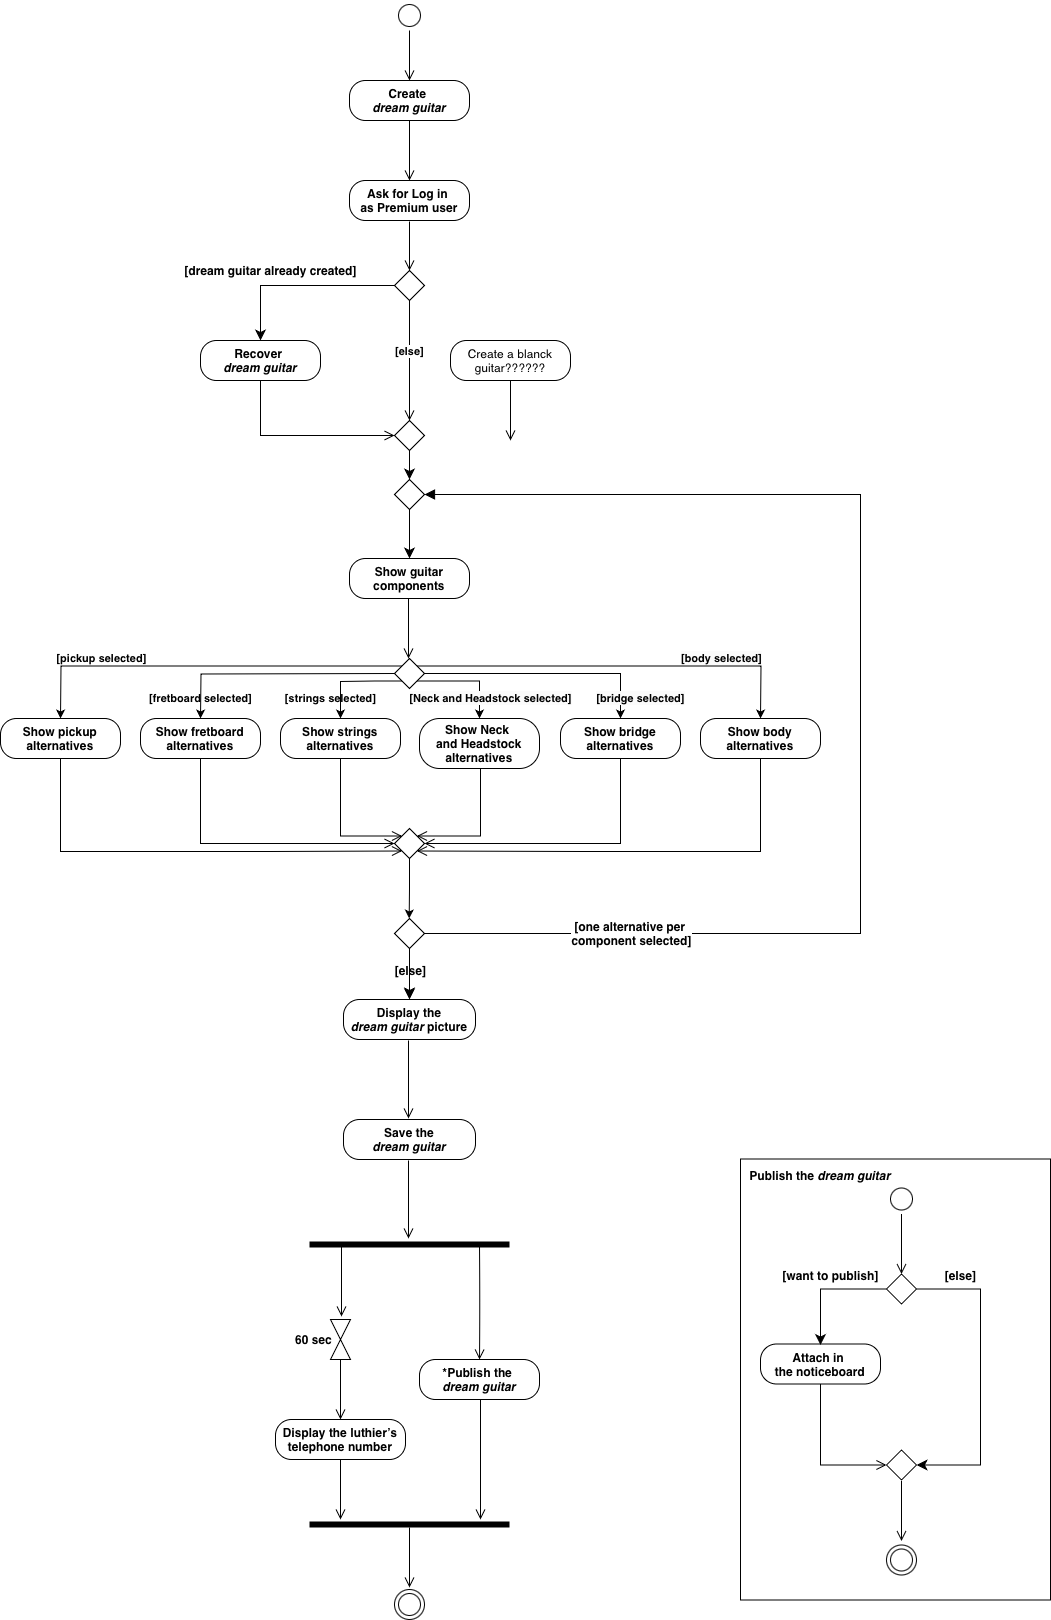 Create
dream guitar
Ask for Log in
as Premium user
[dream guitar already created]
Recover
dream guitar
[else]
Create a blanck
guitar??????
Show guitar
components
[pickup selected]
[body selected]
[fretboard selected]
[strings selected]
[Neck and Headstock selected]
[bridge selected]
Show pickup
alternatives
Show fretboard
alternatives
Show strings
alternatives
Show Neck
and Headstock
alternatives
Show bridge
alternatives
Show body
alternatives
[one alternative per
component selected]
[else]
Display the
dream guitar picture
Save the
dream guitar
60 sec
*Publish the
dream guitar
Display the luthier's
telephone number
Publish the dream guitar
[want to publish]
[else]
Attach in
the noticeboard